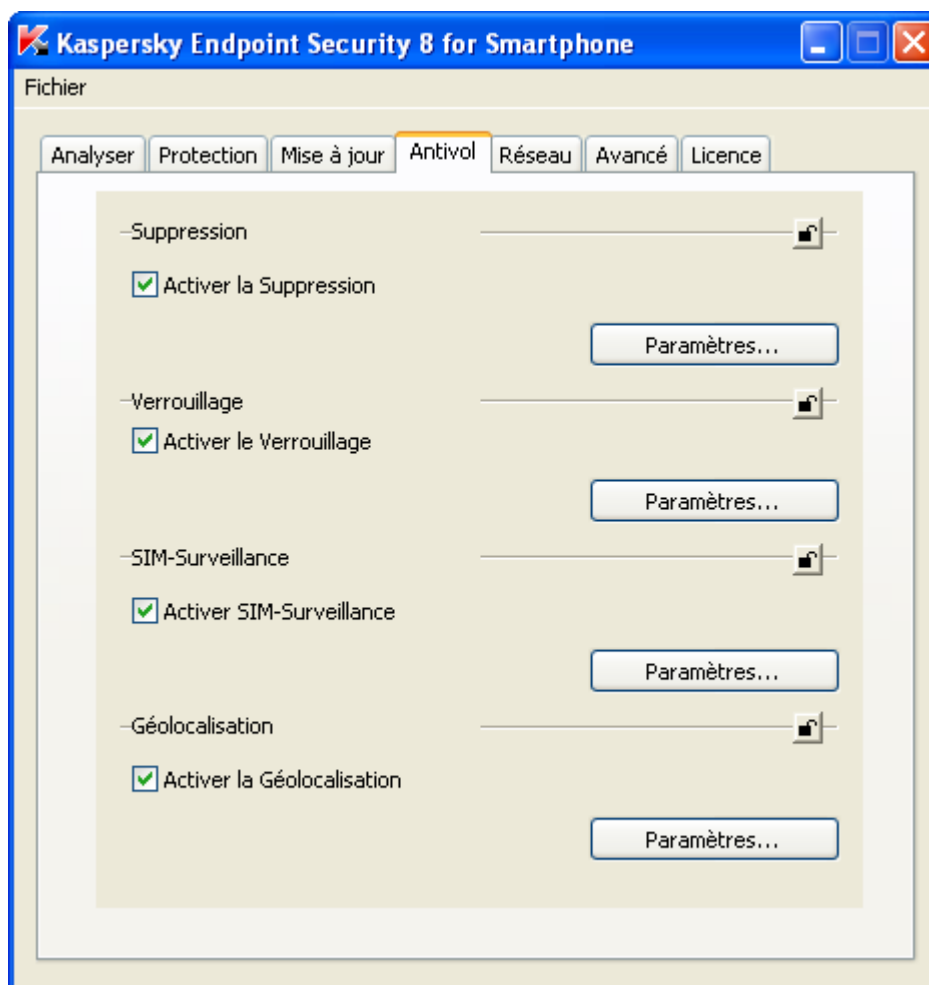 Kaspersky Endpoint Security 8 for Smartphone
Fichier
Analyser Protection Mise à jour Antivol Réseau Avancé Licence
Suppression
Activer la Suppression
Paramètres...
Verrouillage
Activer le Verrouillage
Paramètres...
SIM-Surveillance
Activer SIM-Surveillance
Paramètres...
Géolocalisation
Activer la Géolocalisation
Paramètres...